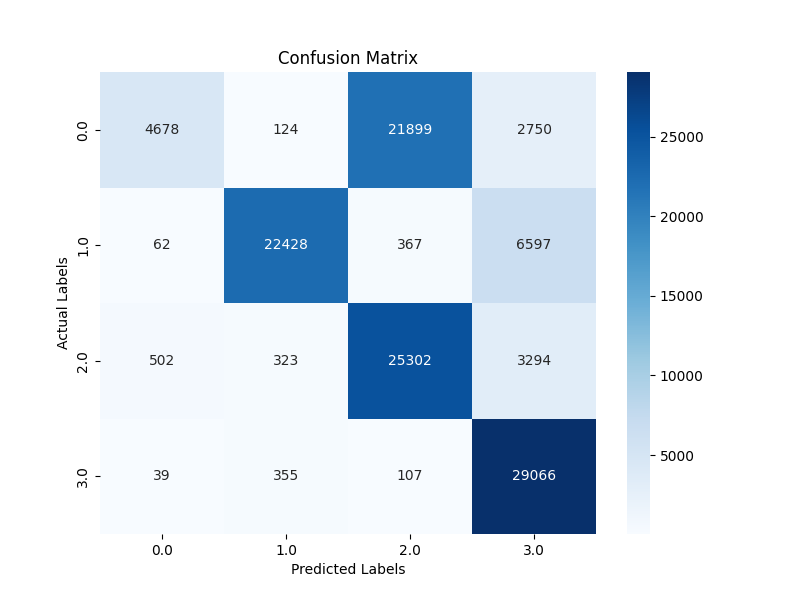 Confusion Matrix
Actual Labels
0.0 4678 124 21899 2750
1.0 62 22428 367 6597
2.0 502 323 25302 3294
3.0 39 355 107 29066
0.0 1.0 2.0 3.0
Predicted Labels
25000
20000
15000
10000
5000